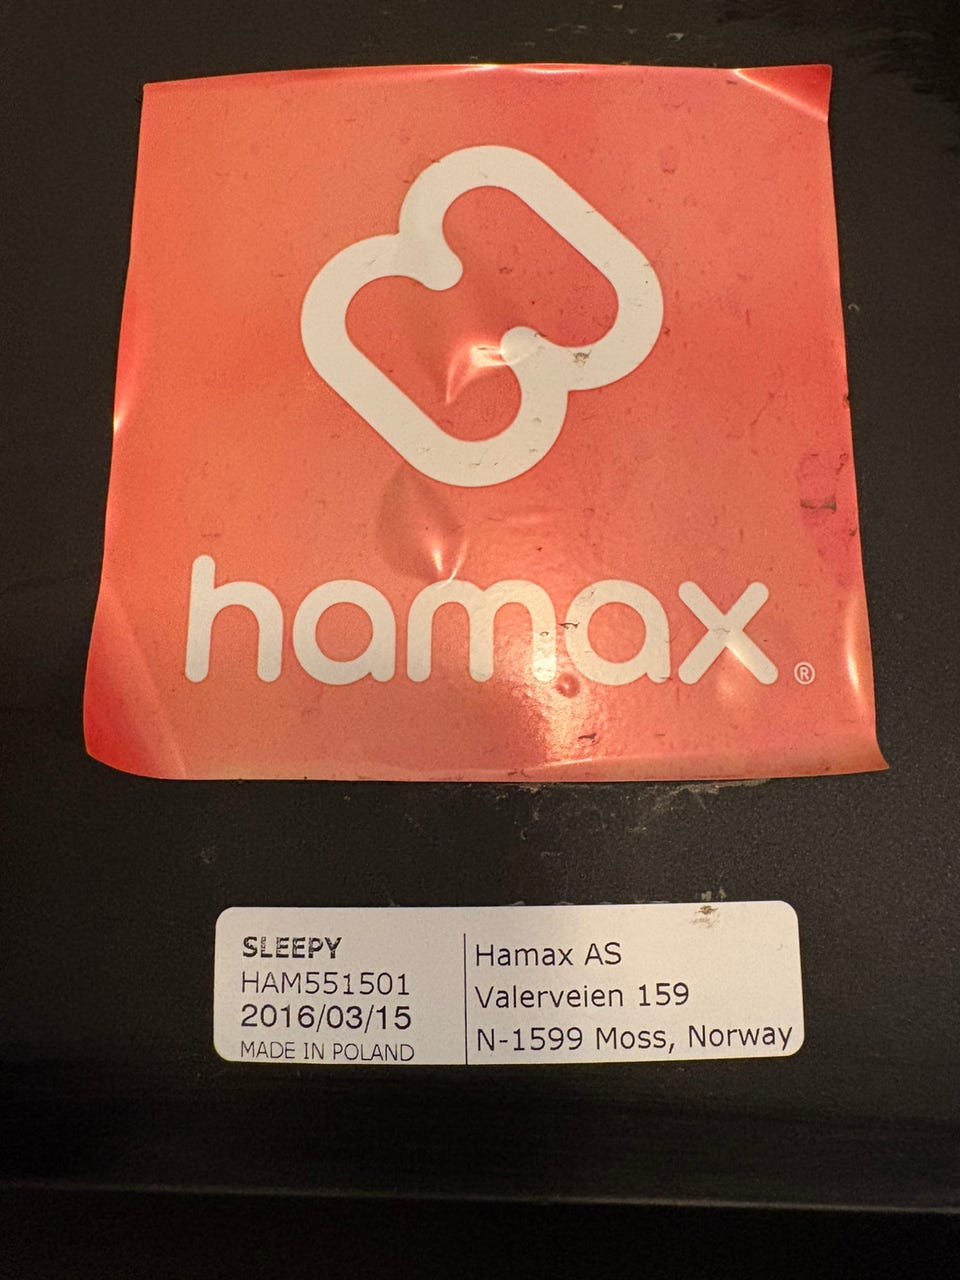 hamax®
SLEEPY
HAM551501
2016/03/15
MADE IN POLAND
Hamax AS
Valerveien 159
N-1599 Moss, Norway